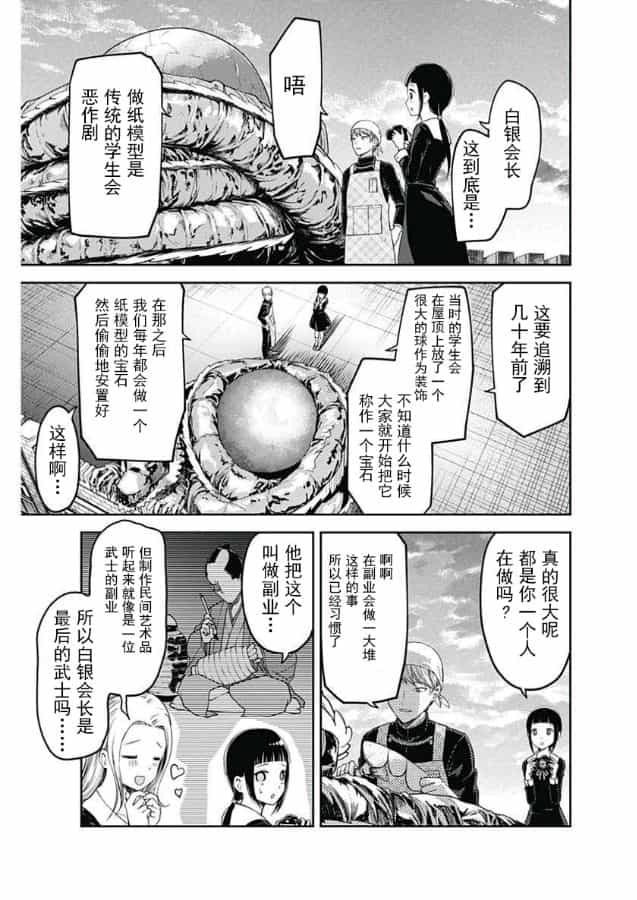 白银会长
这到底是…
唔
做纸模型是
传统的学生会
恶作剧
这要追溯到
几十年前了
当时的学生会
在屋顶上放了一个
很大的球作为装饰
不知道什么时候
大家就开始把它
称作一个宝石
在那之后
我们每年都会做一个
纸模型的宝石
然后偷偷地安置好
这样啊…
真的很大呢
都是你一个人
在做吗?
啊啊
在副业会做一大堆
这样的事
所以已经习惯了
他把这个
叫做副业…
但制作民间艺术品
听起来就像是一位
武士的副业
所以白银会长是
最后的武士吗……